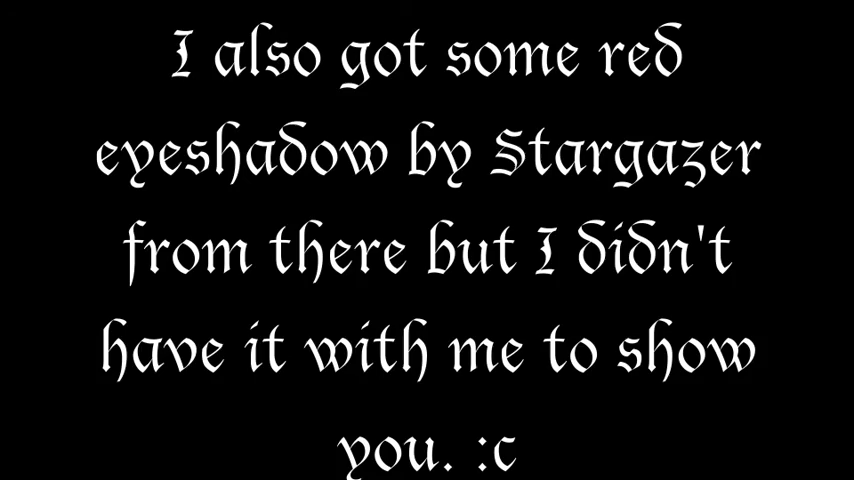 I also got some red
eyeshadow by Stargazer
from there but I didn't
have it with me to show
you. :c